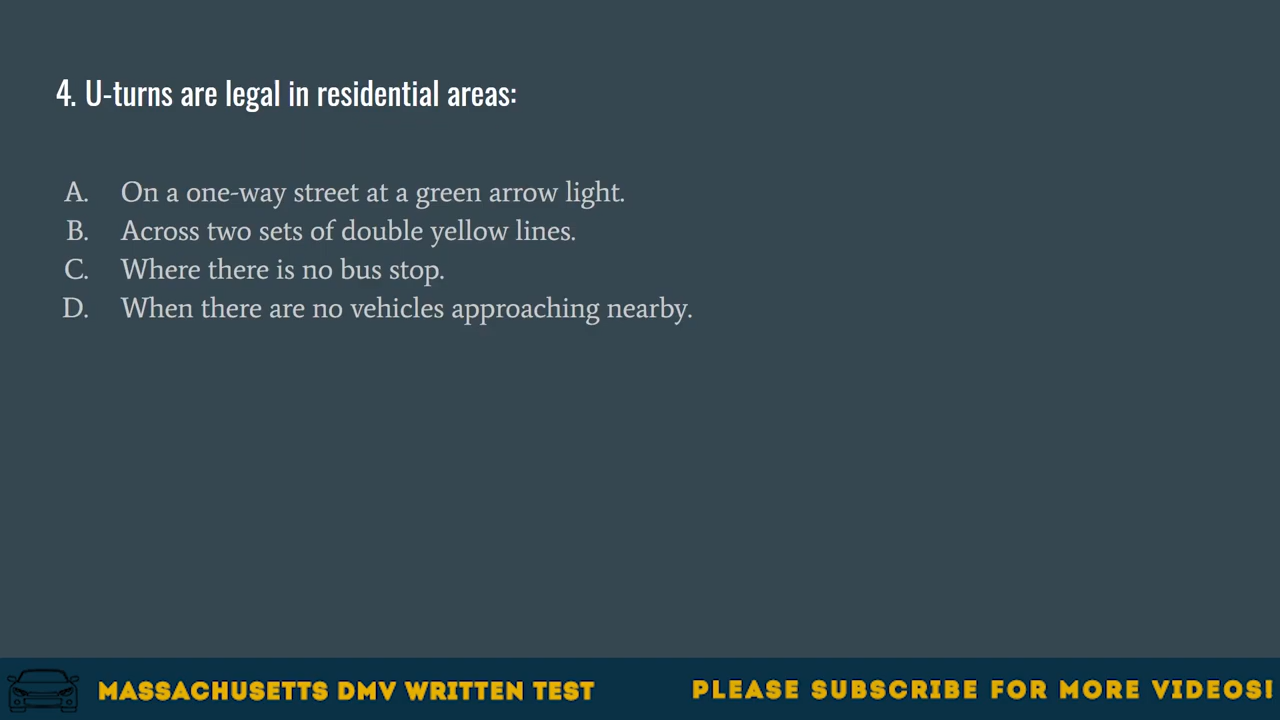 4. U-turns are legal in residential areas:
A. On a one-way street at a green arrow light.
B. Across two sets of double yellow lines.
C. Where there is no bus stop.
D. When there are no vehicles approaching nearby.
MASSACHUSETTS DMV WRITTEN TEST
PLEASE SUBSCRIBE FOR MORE VIDEOS!